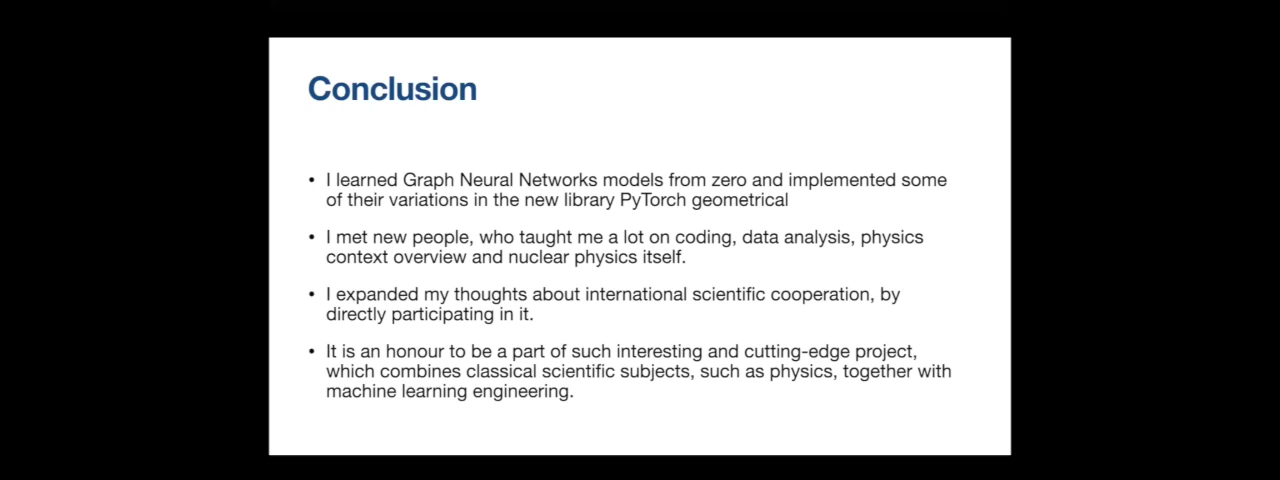 Conclusion
• I learned Graph Neural Networks models from zero and implemented some
of their variations in the new library PyTorch geometrical
• I met new people, who taught me a lot on coding, data analysis, physics
context overview and nuclear physics itself.
• I expanded my thoughts about international scientific cooperation, by
directly participating in it.
• It is an honour to be a part of such interesting and cutting-edge project,
which combines classical scientific subjects, such as physics, together with
machine learning engineering.